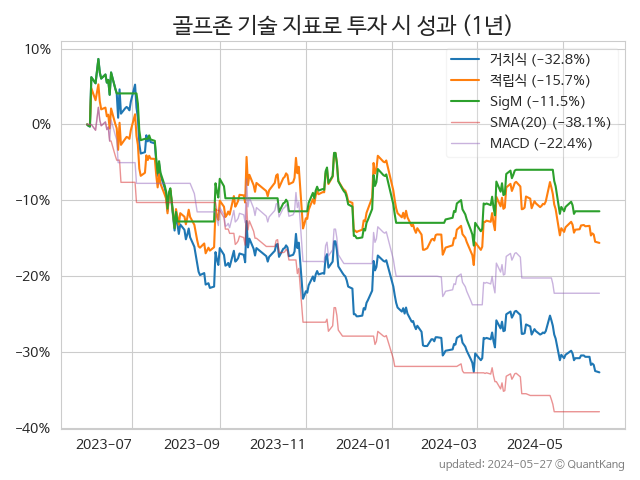 골프존 기술 지표로 투자 시 성과 (1년)
10%
0%
−10%
−20%
−30%
−40%
거치식 (−32.8%)
적립식 (−15.7%)
SigM (−11.5%)
SMA(20) (−38.1%)
MACD (−22.4%)
2023-07
2023-09
2023-11
2024-01
2024-03
2024-05
updated: 2024-05-27 © QuantKang